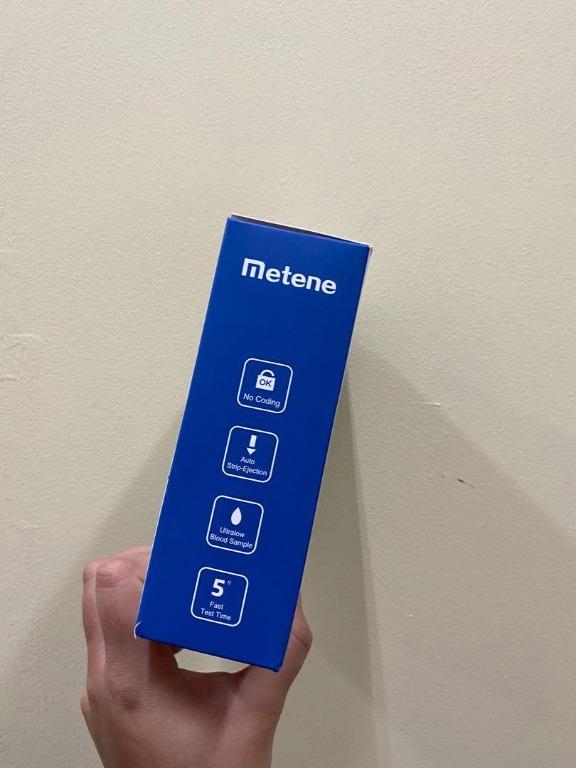 metene
OK
No Coding
Auto
Strip-Ejection
Ultralow
Blood Sample
5
Fast
Test Time